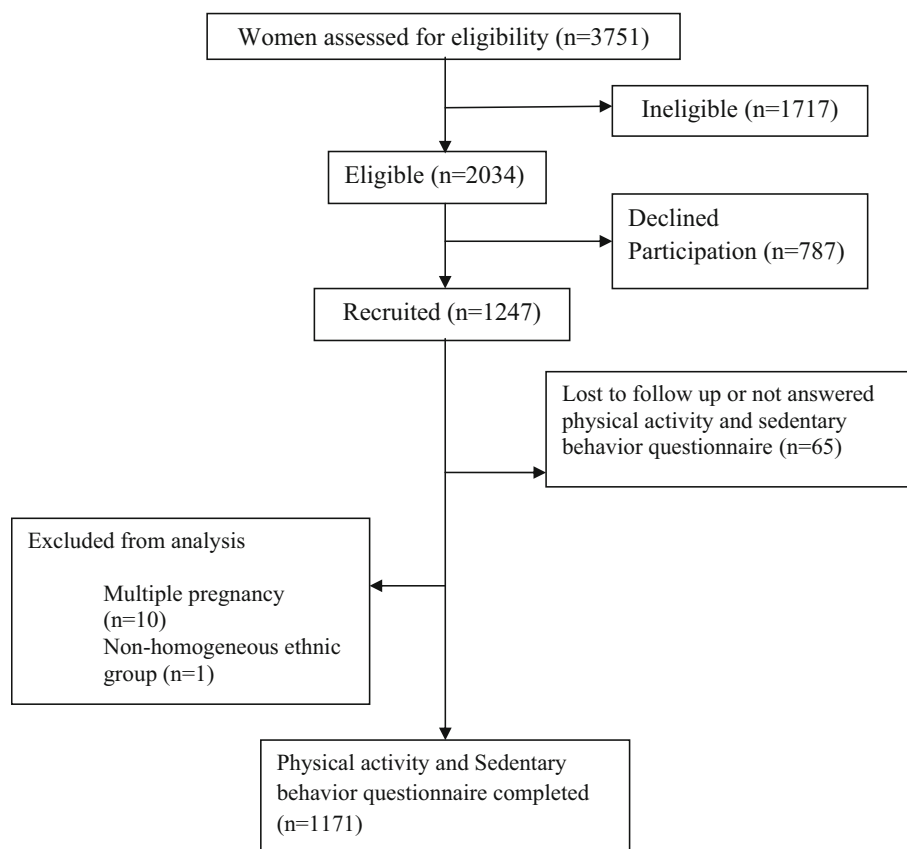 Women assessed for eligibility (n=3751)
Ineligible (n=1717)
Eligible (n=2034)
Declined
Participation (n=787)
Recruited (n=1247)
Lost to follow up or not answered
physical activity and sedentary
behavior questionnaire (n=65)
Excluded from analysis
Multiple pregnancy
(n=10)
Non-homogeneous ethnic
group (n=1)
Physical activity and Sedentary
behavior questionnaire completed
(n=1171)